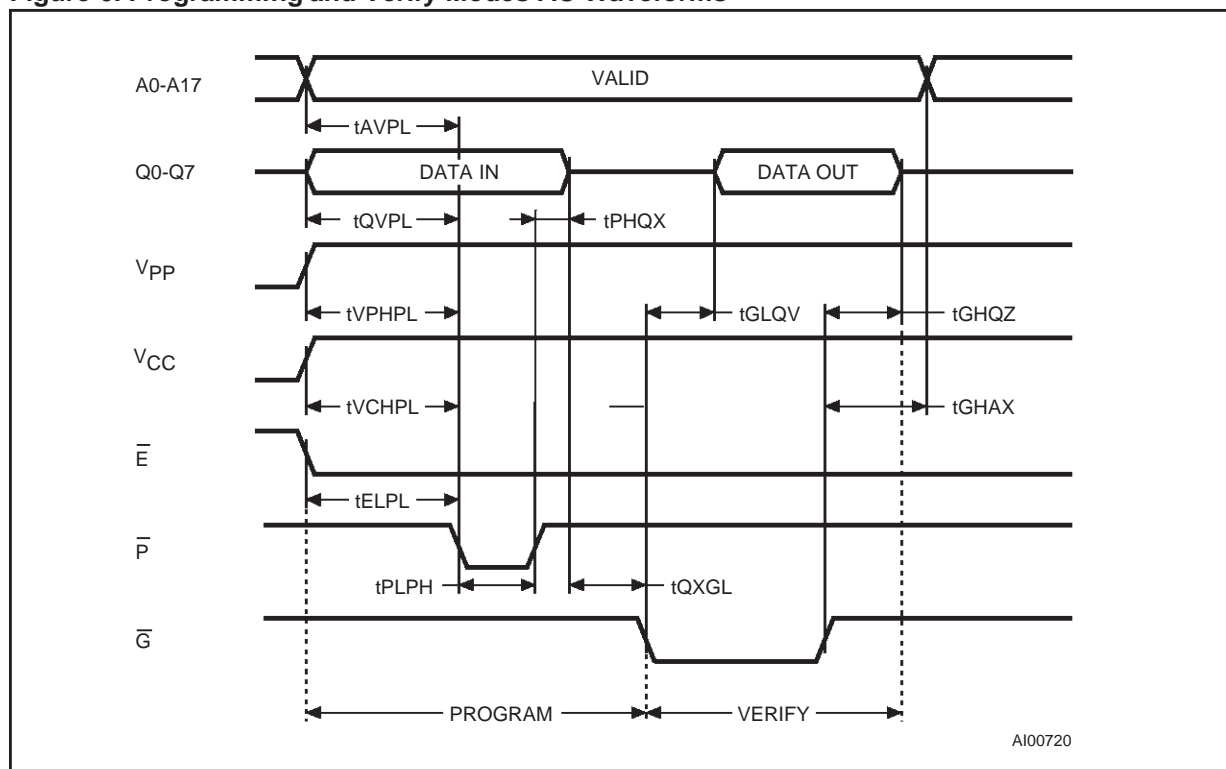 A0-A17
VALID
tAVPL
Q0-Q7
DATA IN
DATA OUT
tQVPL
tPHQX
VPP
tVPHPL
tGLQV
tGHQZ
VCC
tVCHPL
tGHAX
E
tELPL
P
tPLPH
tQXGL
G
PROGRAM
VERIFY
AI00720